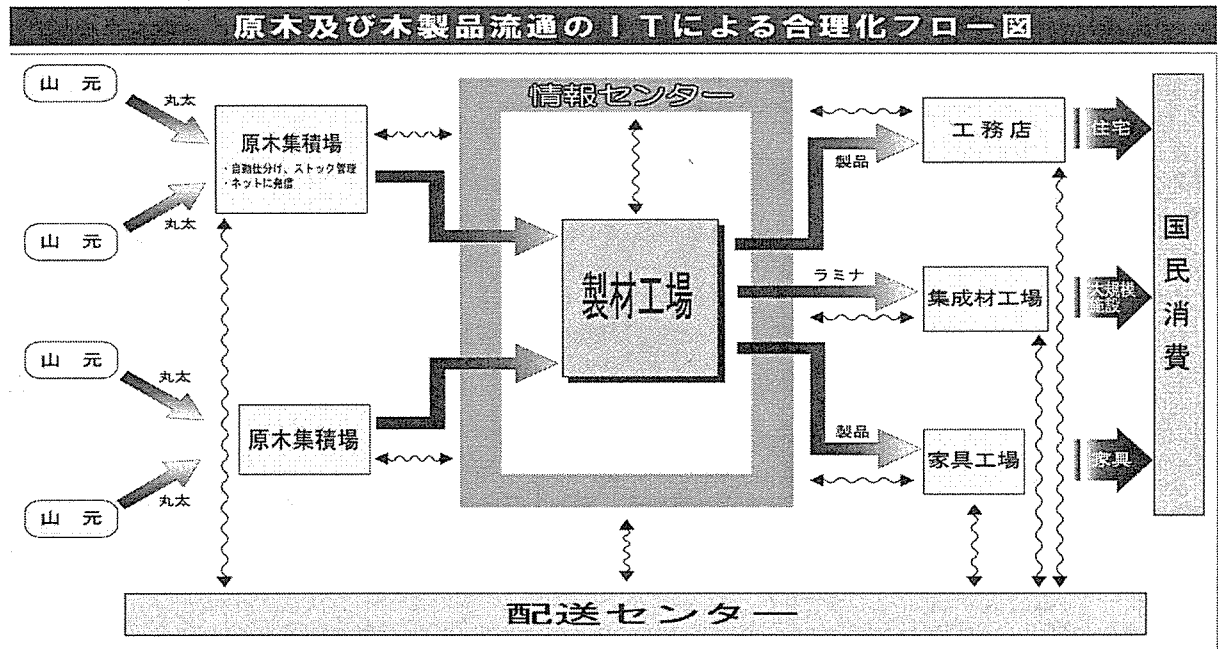 原木及び木製品流通のITによる合理化フロー図
山元
丸太
山元
丸太
原木集積場
・自動仕分け、ストック管理
・ネットに発信
山元
丸太
山元
丸太
原木集積場
情報センター
製材工場
製品
工務店
住宅
ラミナ
集成材工場
大規模
施設
製品
家具工場
家具
国民消費
配送センター